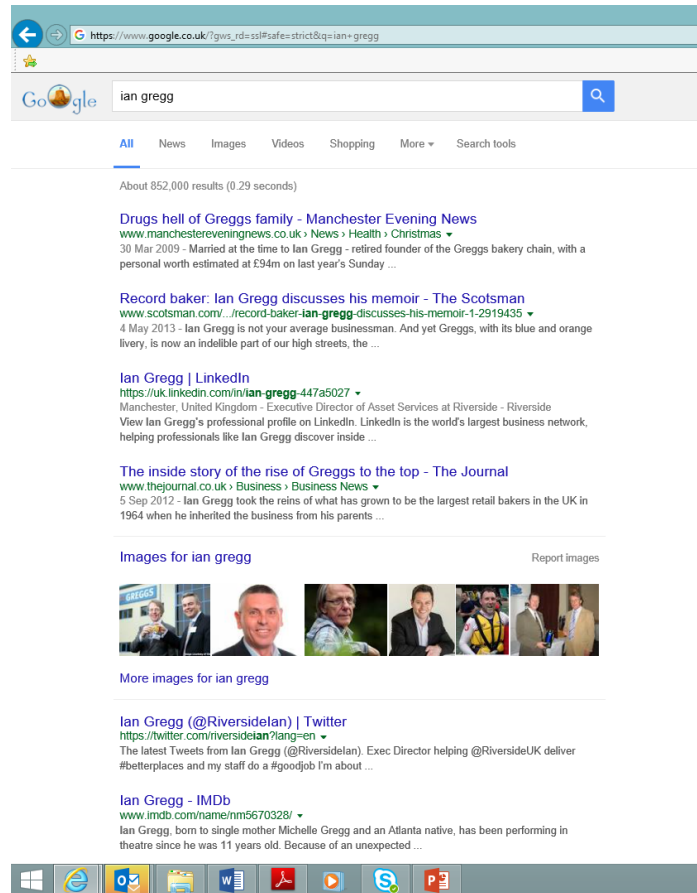 https://www.google.co.uk/?gws_rd=ssl#safe=strict&q=ian+gregg
Google
ian gregg
All News Images Videos Shopping More Search tools
About 852,000 results (0.29 seconds)
Drugs hell of Greggs family - Manchester Evening News
www.manchestereveningnews.co.uk › News › Health › Christmas
30 Mar 2009 - Married at the time to Ian Gregg - retired founder of the Greggs bakery chain, with a
personal worth estimated at £94m on last year's Sunday ...
Record baker: Ian Gregg discusses his memoir - The Scotsman
www.scotsman.com/.../record-baker-ian-gregg-discusses-his-memoir-1-2919435
4 May 2013 - Ian Gregg is not your average businessman. And yet Greggs, with its blue and orange
livery, is now an indelible part of our high streets, the ...
Ian Gregg | LinkedIn
https://uk.linkedin.com/in/ian-gregg-447a5027
Manchester, United Kingdom - Executive Director of Asset Services at Riverside - Riverside
View Ian Gregg's professional profile on LinkedIn. LinkedIn is the world's largest business network,
helping professionals like Ian Gregg discover inside ...
The inside story of the rise of Greggs to the top - The Journal
www.thejournal.co.uk › Business › Business News
5 Sep 2012 - Ian Gregg took the reins of what has grown to be the largest retail bakers in the UK in
1964 when he inherited the business from his parents ...
Images for ian gregg Report images
GREGGS
More images for ian gregg
Ian Gregg (@RiversideIan) | Twitter
https://twitter.com/riversideian?lang=en
The latest Tweets from Ian Gregg (@RiversideIan). Exec Director helping @RiversideUK deliver
#betterplaces and my staff do a #goodjob I'm about ...
Ian Gregg - IMDb
www.imdb.com/name/nm5670328/
Ian Gregg, born to single mother Michelle Gregg and an Atlanta native, has been performing in
theatre since he was 11 years old. Because of an unexpected ...